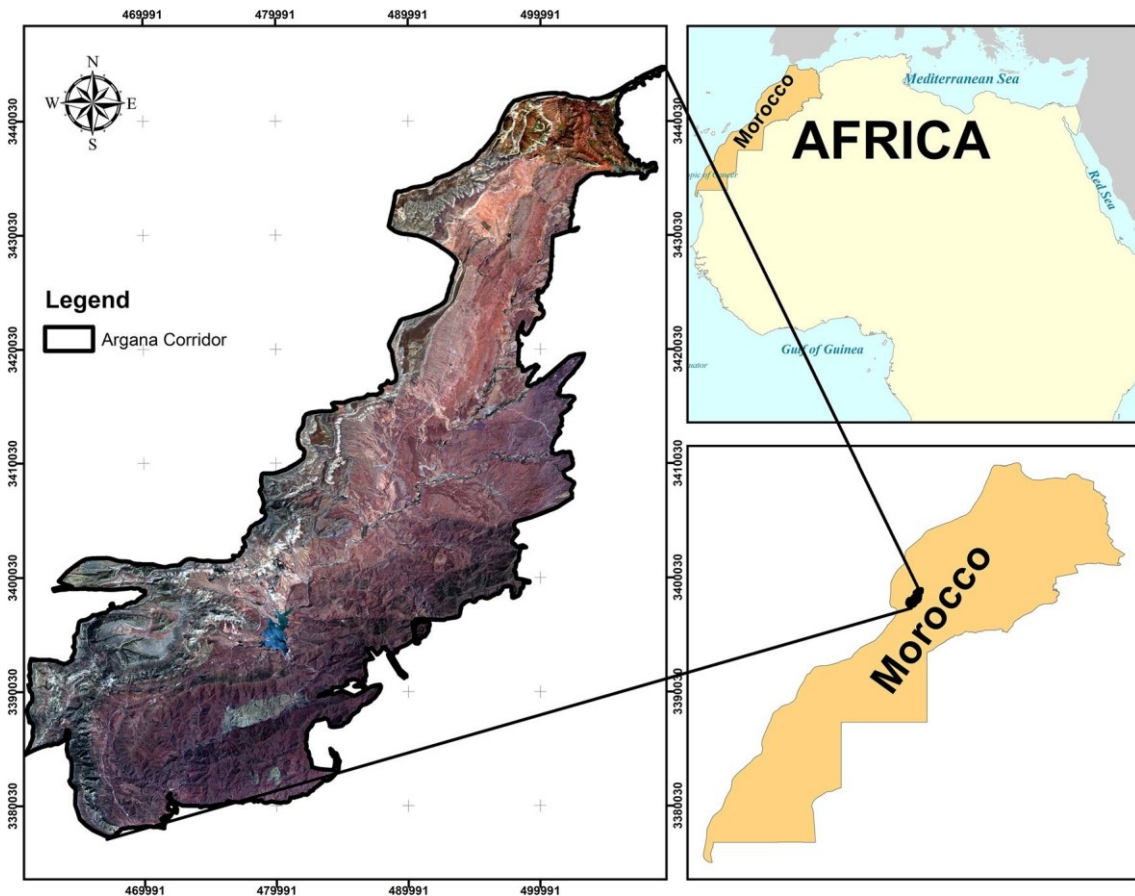 469991 479991 489991 499991
N
W E
S
3440030 3440030
3430030 3430030
3420030 3420030
3410030 3410030
3400030 3400030
3390030 3390030
3380030 3380030
Legend
Argana Corridor
469991 479991 489991 499991
Mediterranean Sea
Morocco
AFRICA
Red Sea
Gulf of Guinea
Morocco